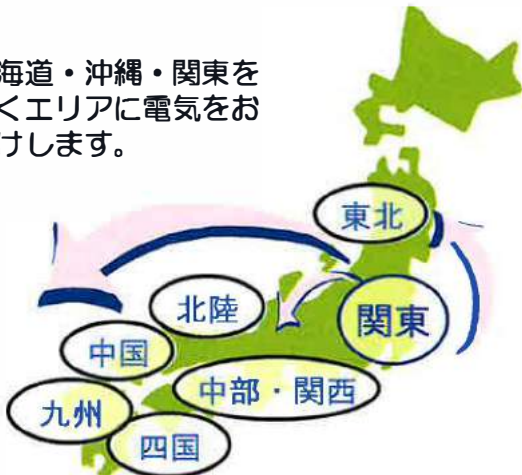 海道・沖縄・関東を
くエリアに電気をお
けします。
東北
北陸
関東
中国
中部・関西
九州
四国